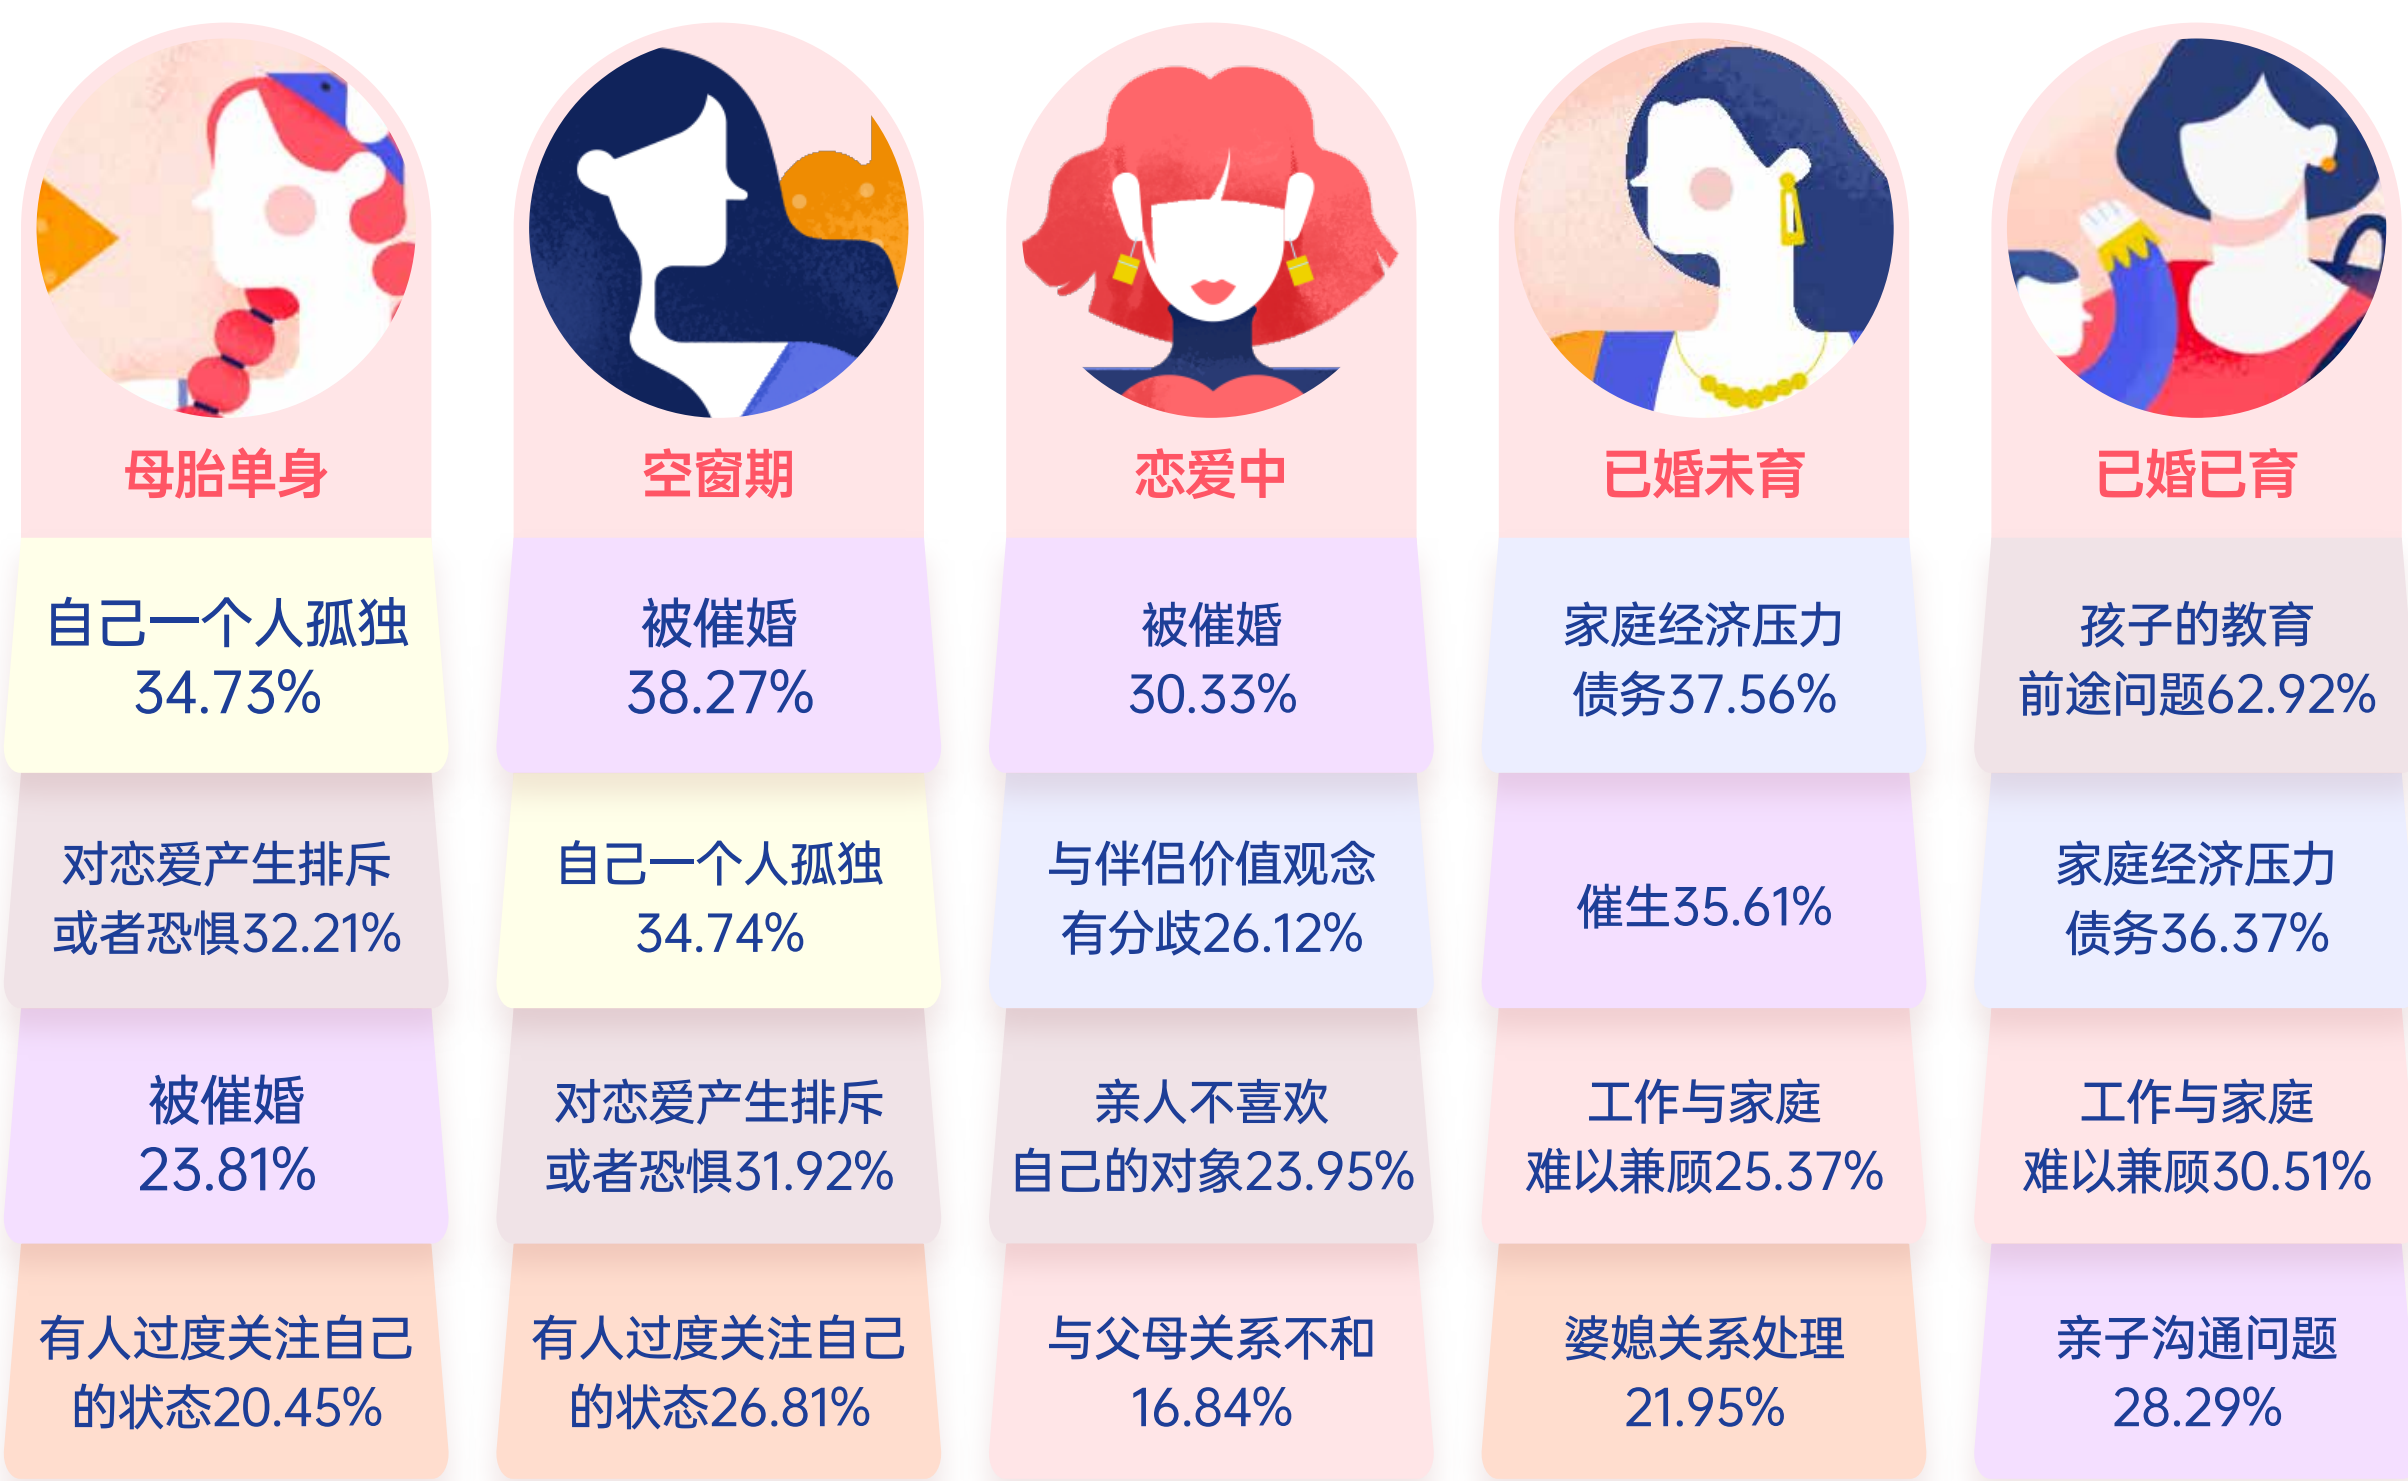 母胎单身
自己一个人孤独
34.73%
对恋爱产生排斥
或者恐惧32.21%
被催婚
23.81%
有人过度关注自己
的状态20.45%
空窗期
被催婚
38.27%
自己一个人孤独
34.74%
对恋爱产生排斥
或者恐惧31.92%
有人过度关注自己
的状态26.81%
恋爱中
被催婚
30.33%
与伴侣价值观念
有分歧26.12%
亲人不喜欢
自己的对象23.95%
与父母关系不和
16.84%
已婚未育
家庭经济压力
债务37.56%
催生35.61%
工作与家庭
难以兼顾25.37%
婆媳关系处理
21.95%
已婚已育
孩子的教育
前途问题62.92%
家庭经济压力
债务36.37%
工作与家庭
难以兼顾30.51%
亲子沟通问题
28.29%